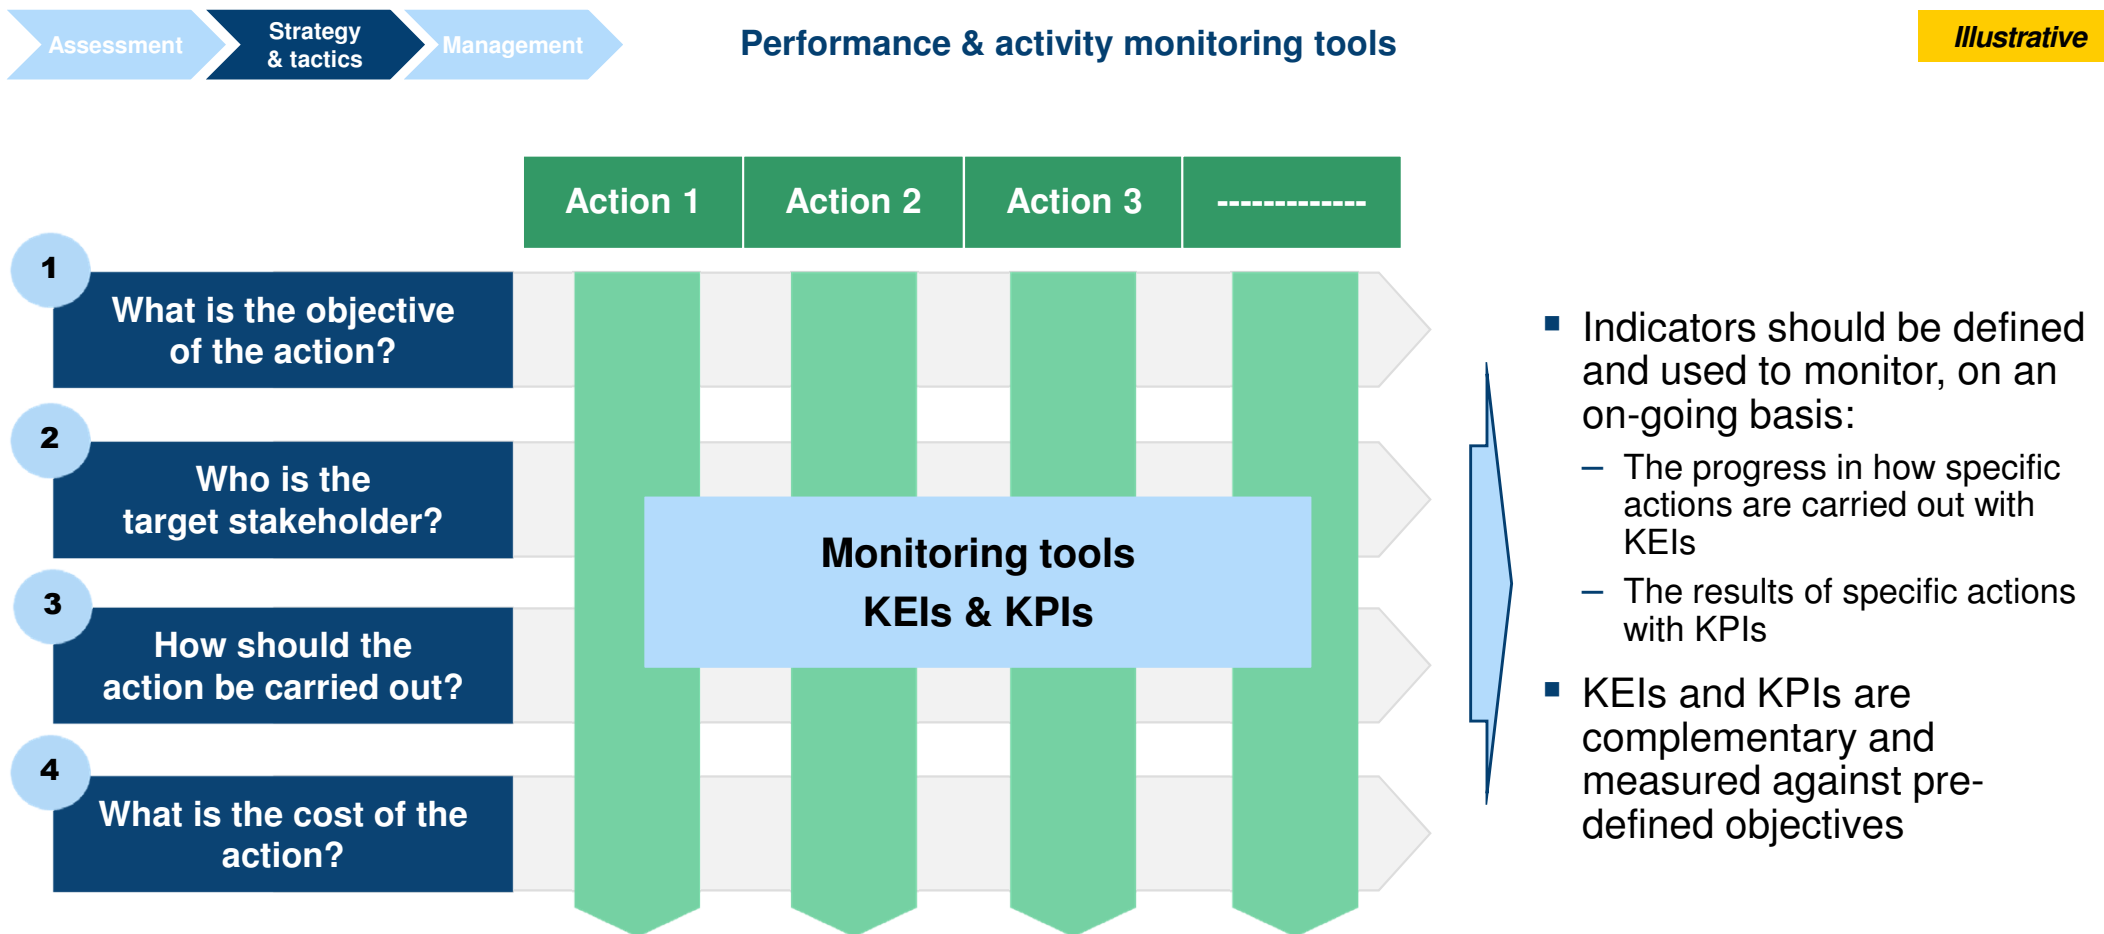 Assessment
Strategy
& tactics
Management
Performance & activity monitoring tools
Illustrative
Action 1
Action 2
Action 3
-------------
1
What is the objective
of the action?
2
Who is the
target stakeholder?
3
How should the
action be carried out?
4
What is the cost of the
action?
Monitoring tools
KEIs & KPIs
▪ Indicators should be defined
and used to monitor, on an
on-going basis:
– The progress in how specific
actions are carried out with
KEIs
– The results of specific actions
with KPIs
▪ KEIs and KPIs are
complementary and
measured against pre-
defined objectives